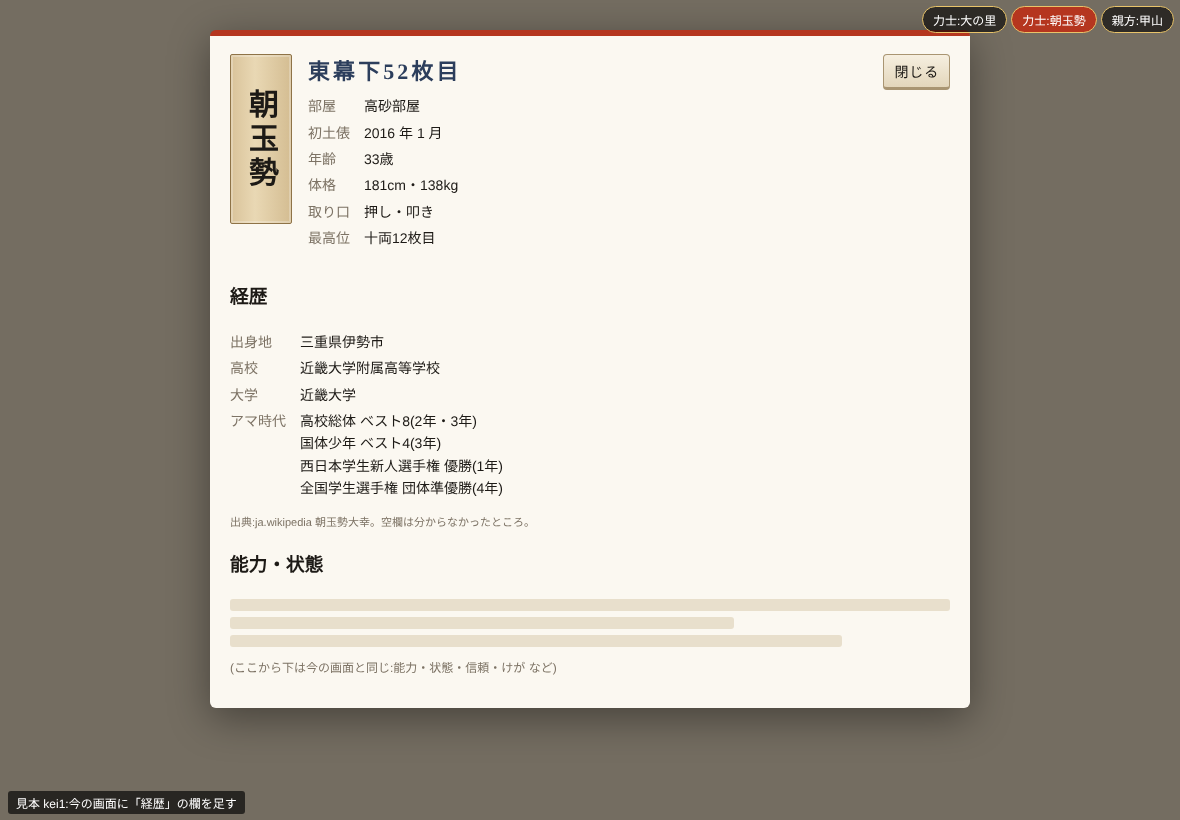 力士:大の里 力士:朝玉勢 親方:甲山
朝玉勢
東幕下52枚目
閉じる
部屋 高砂部屋
初土俵 2016 年 1 月
年齢 33歳
体格 181cm・138kg
取り口 押し・叩き
最高位 十両12枚目
経歴
出身地 三重県伊勢市
高校 近畿大学附属高等学校
大学 近畿大学
アマ時代 高校総体 ベスト8(2年・3年)
国体少年 ベスト4(3年)
西日本学生新人選手権 優勝(1年)
全国学生選手権 団体準優勝(4年)
出典:ja.wikipedia 朝玉勢大幸。空欄は分からなかったところ。
能力・状態
(ここから下は今の画面と同じ:能力・状態・信頼・けが など)
見本 kei1:今の画面に「経歴」の欄を足す